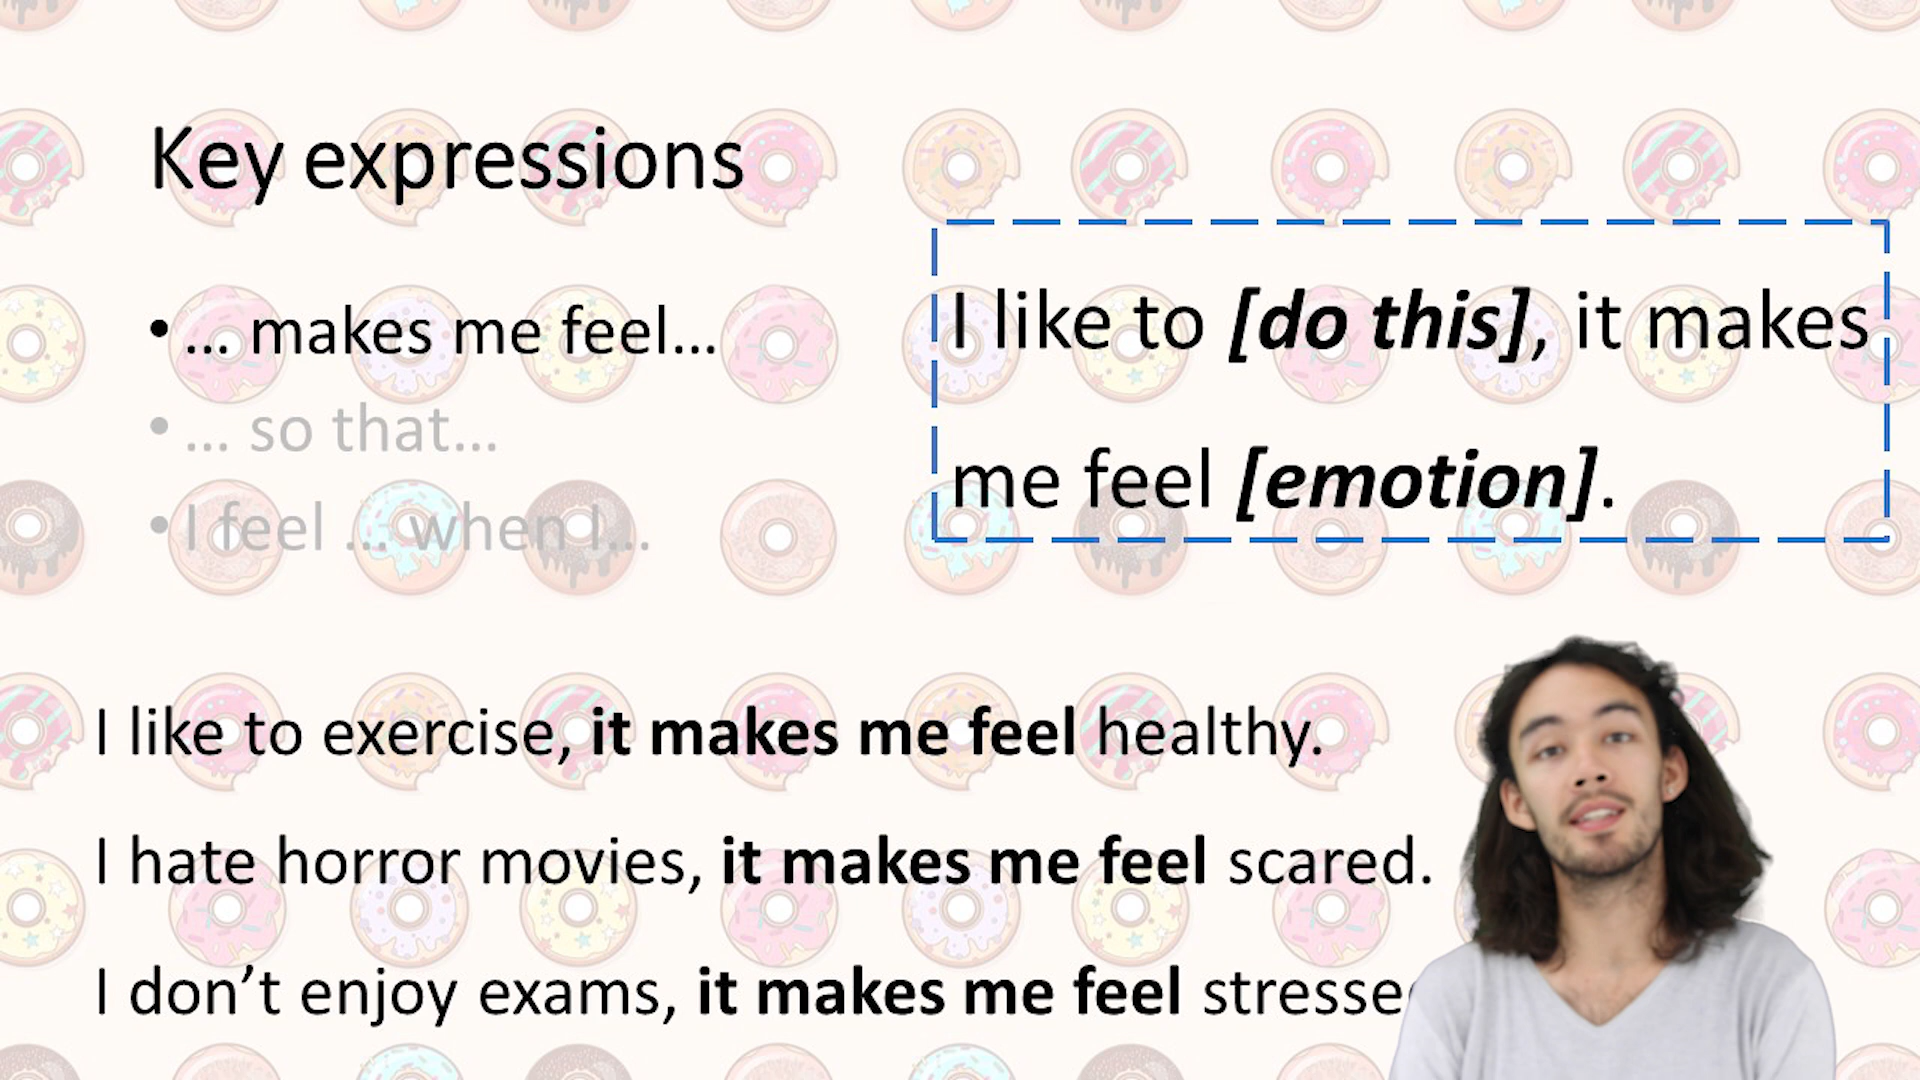 Key expressions
• ... makes me feel...
• ... so that...
• I feel ... when I...
I like to [do this], it makes
me feel [emotion].
I like to exercise, it makes me feel healthy.
I hate horror movies, it makes me feel scared.
I don’t enjoy exams, it makes me feel